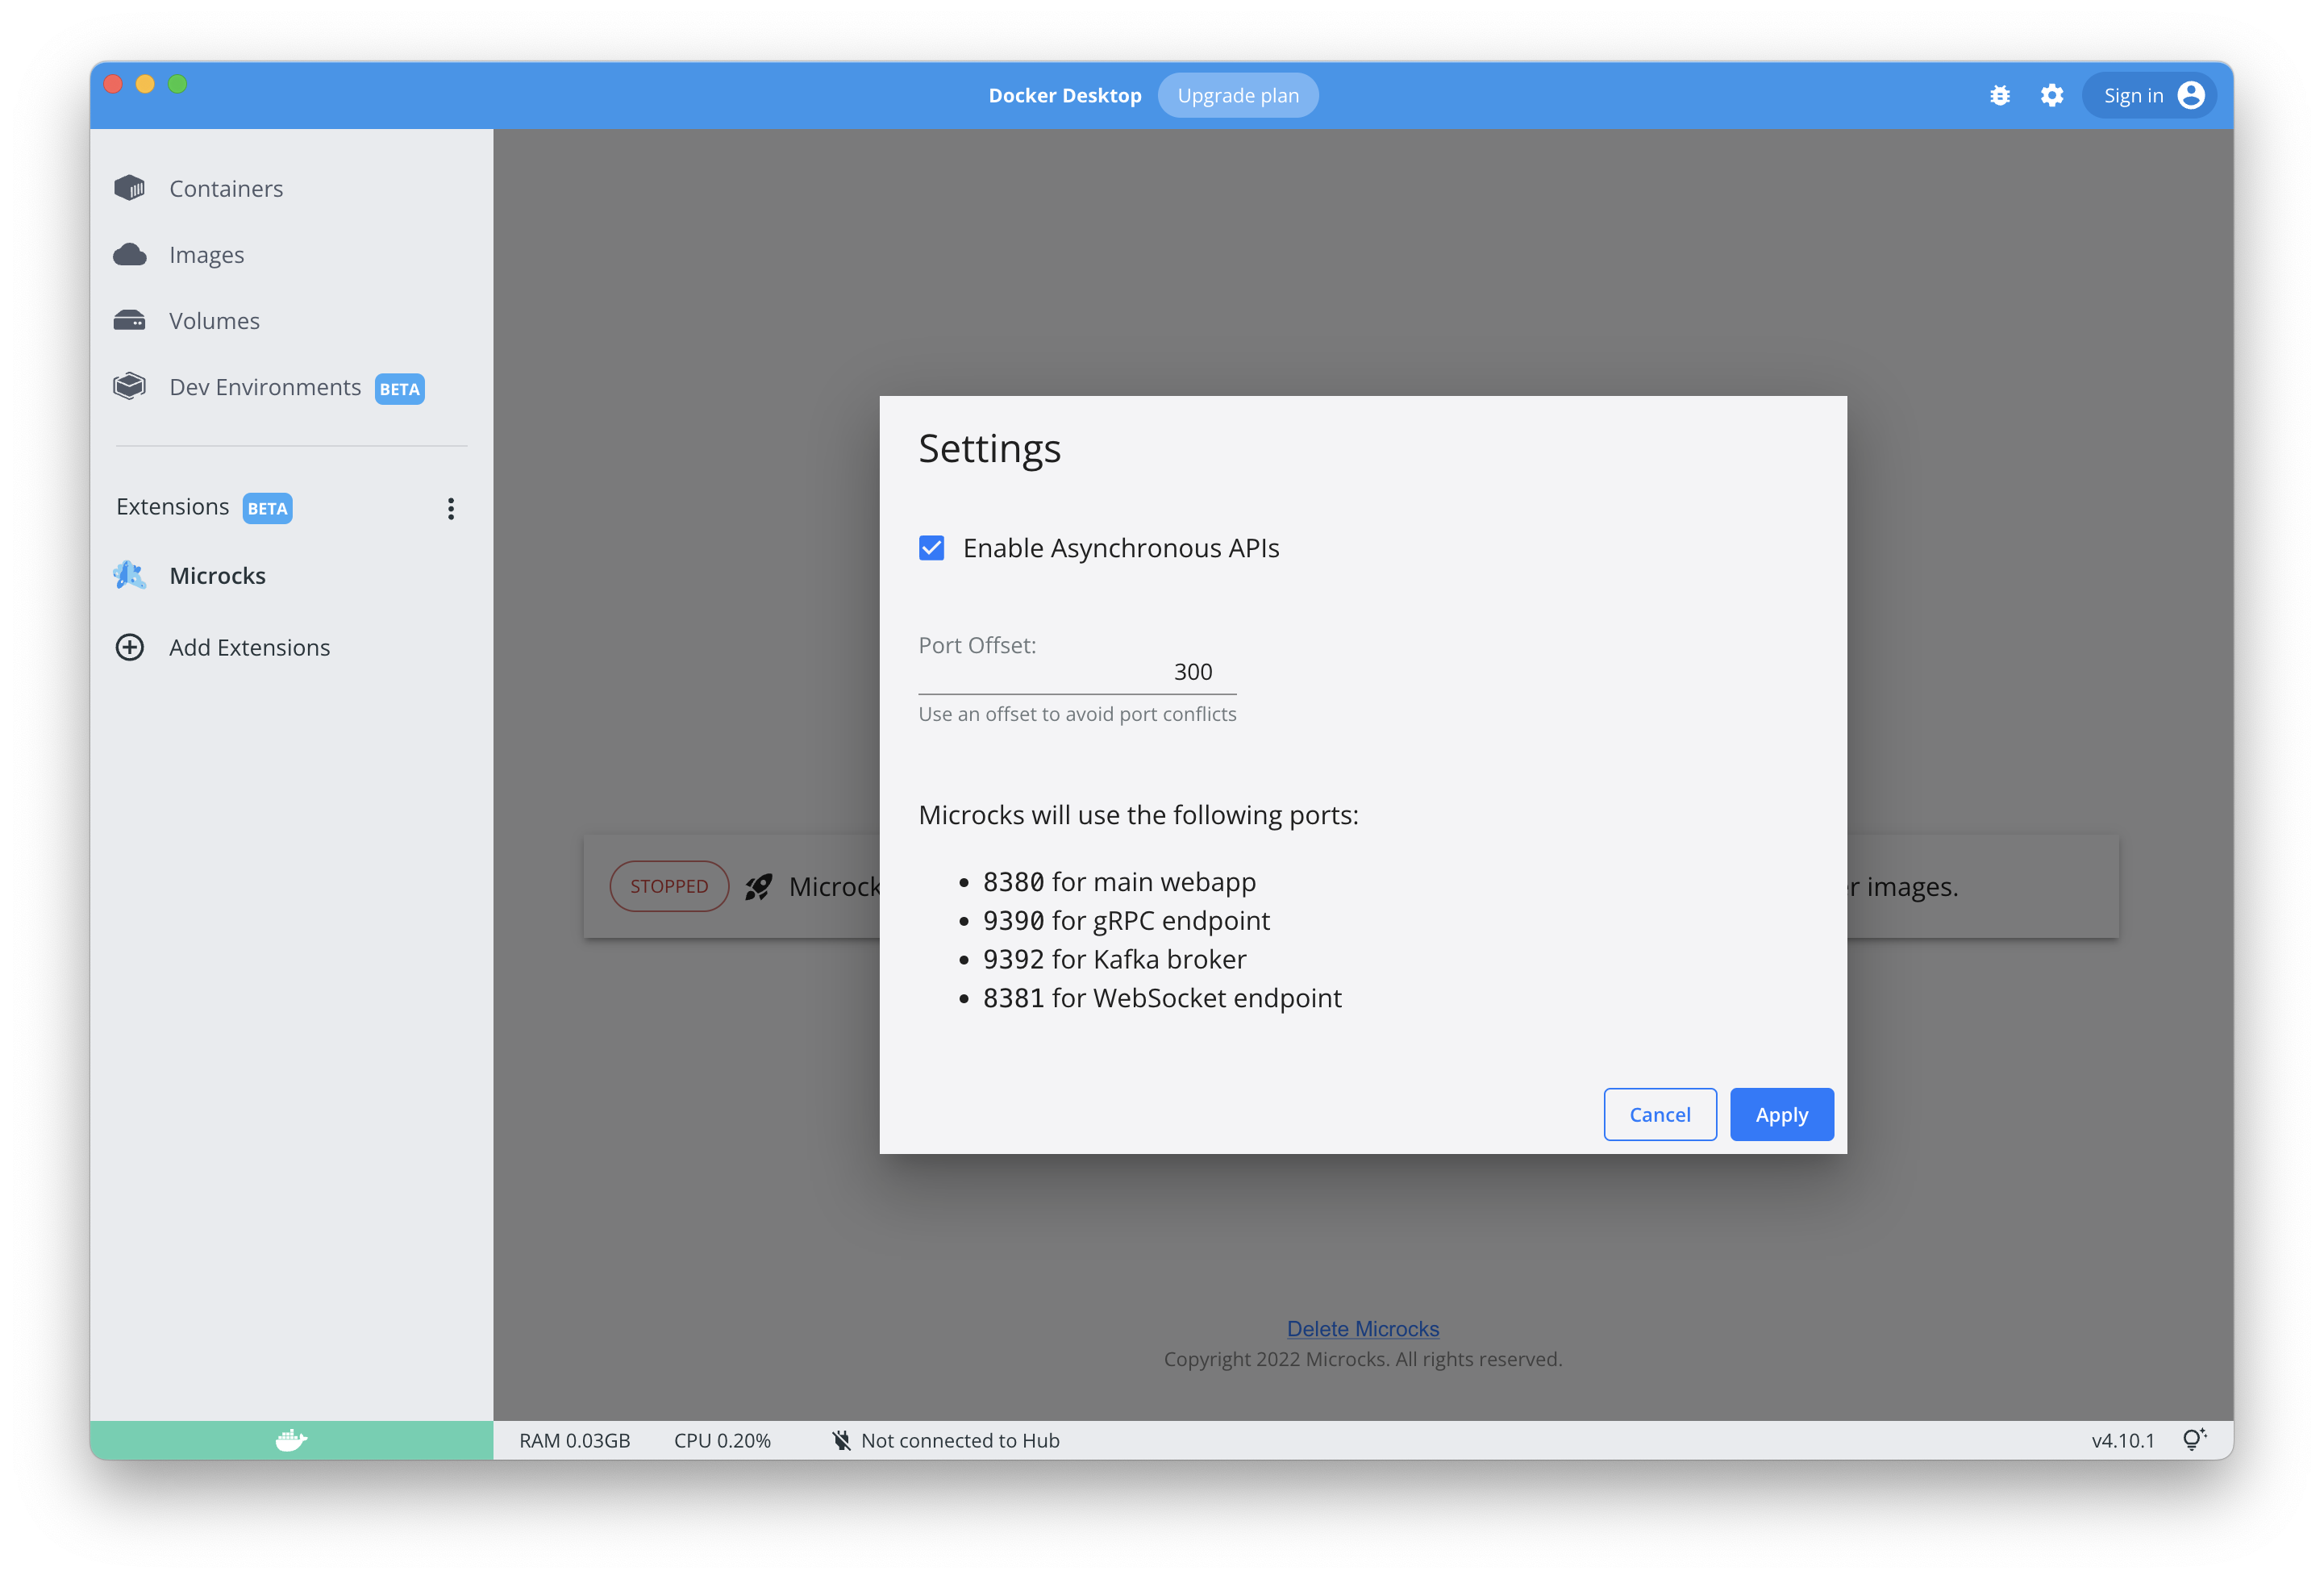 Docker Desktop
Upgrade plan
Sign in
Containers
Images
Volumes
Dev Environments BETA
Extensions BETA
Microcks
Add Extensions
Settings
Enable Asynchronous APIs
Port Offset:
300
Use an offset to avoid port conflicts
Microcks will use the following ports:
8380 for main webapp
9390 for gRPC endpoint
9392 for Kafka broker
8381 for WebSocket endpoint
Cancel
Apply
STOPPED
images.
Delete Microcks
Copyright 2022 Microcks. All rights reserved.
RAM 0.03GB
CPU 0.20%
Not connected to Hub
v4.10.1